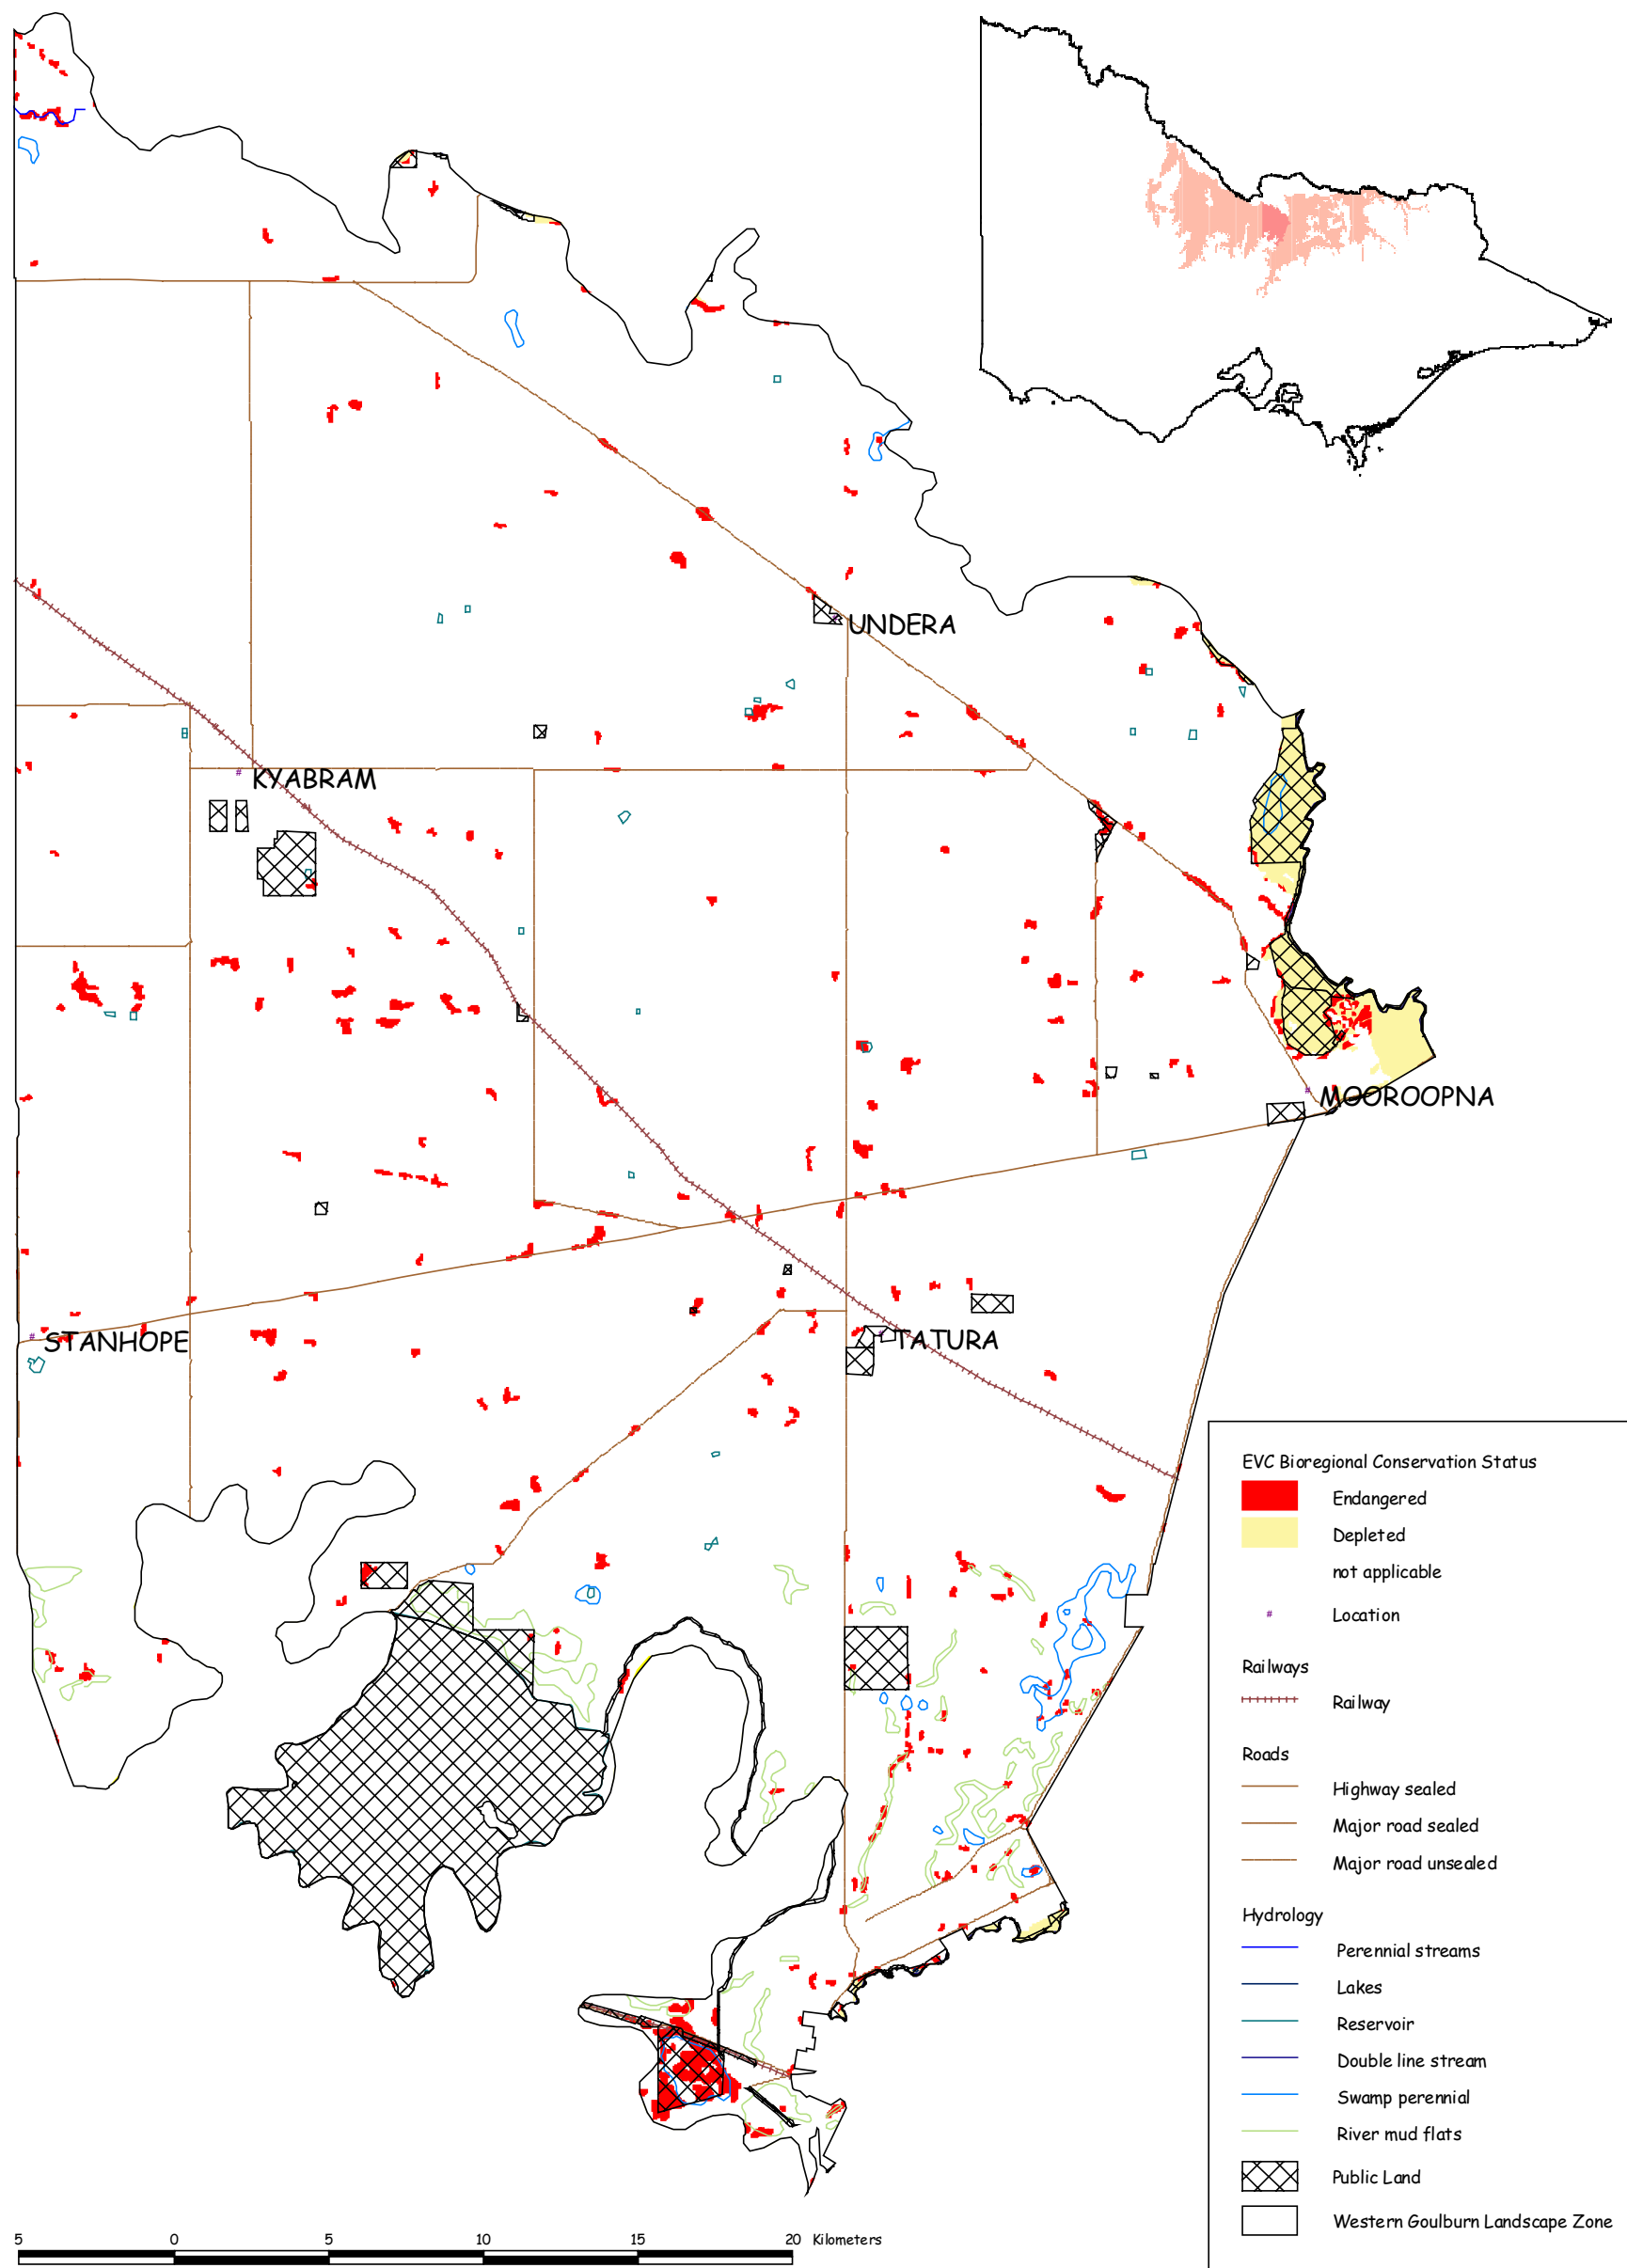 UNDERA
KYABRAM
MOOROOPNA
STANHOPE
TATURA
EVC Bioregional Conservation Status
Endangered
Depleted
not applicable
# Location
Railways
Railway
Roads
Highway sealed
Major road sealed
Major road unsealed
Hydrology
Perennial streams
Lakes
Reservoir
Double line stream
Swamp perennial
River mud flats
Public Land
Western Goulburn Landscape Zone
5 0 5 10 15 20 Kilometers